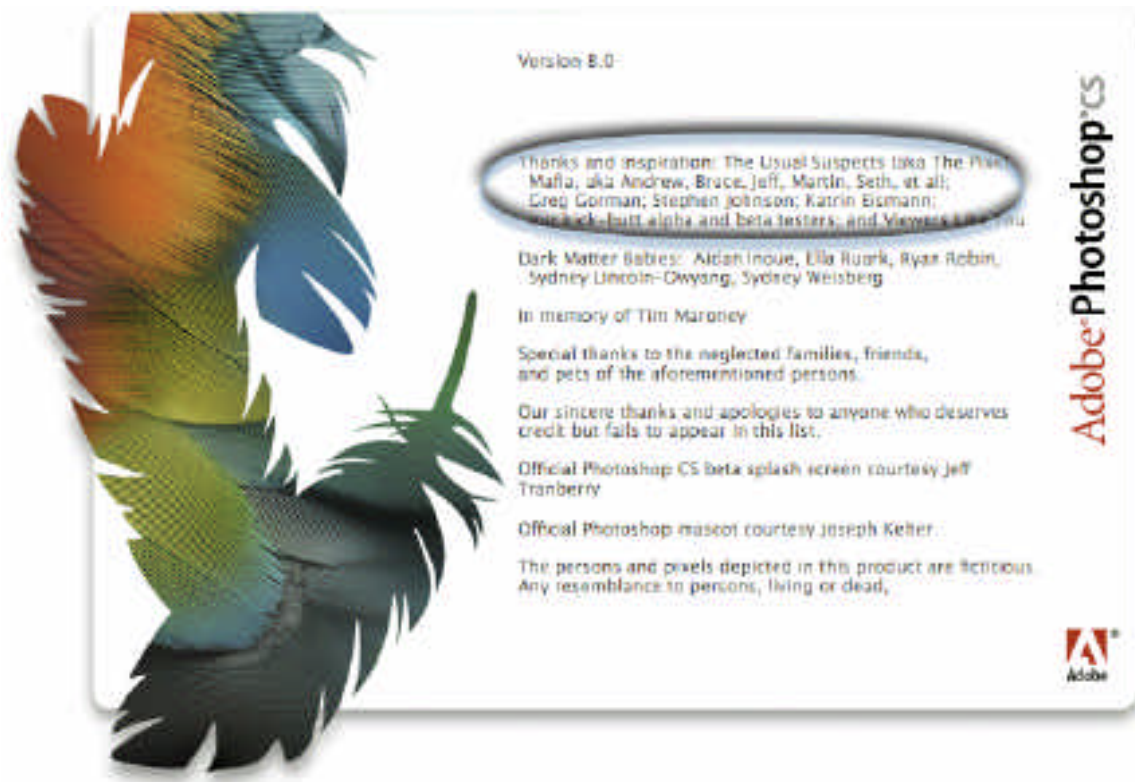 Version 8.0
Thanks and inspiration: The Usual Suspects (aka The Pixel
Mafia, aka Andrew, Bruce, Jeff, Martin, Seth, et al);
Greg Gorman; Stephen Johnson; Katrin Eismann;
kick-butt alpha and beta testers; and Viewers Like You
Dark Matter Babies: Aidan Inoue, Ella Ruark, Ryan Robin,
Sydney Lincoln-Owyang, Sydney Weisberg
In memory of Tim Maroney
Special thanks to the neglected families, friends,
and pets of the aforementioned persons.
Our sincere thanks and apologies to anyone who deserves
credit but fails to appear in this list.
Official Photoshop CS beta splash screen courtesy Jeff
Tranberry
Official Photoshop mascot courtesy Joseph Kelter.
The persons and pixels depicted in this product are fictitious.
Any resemblance to persons, living or dead,
Adobe® Photoshop® CS
Adobe®